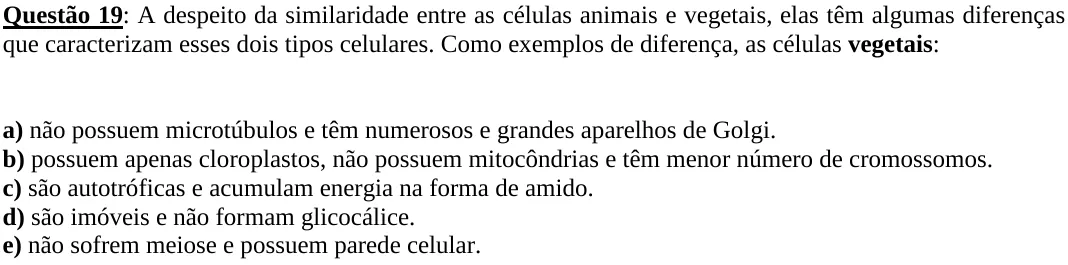 Questão 19: A despeito da similaridade entre as células animais e vegetais, elas têm algumas diferenças
que caracterizam esses dois tipos celulares. Como exemplos de diferença, as células vegetais:
a) não possuem microtúbulos e têm numerosos e grandes aparelhos de Golgi.
b) possuem apenas cloroplastos, não possuem mitocôndrias e têm menor número de cromossomos.
c) são autotróficas e acumulam energia na forma de amido.
d) são imóveis e não formam glicocálice.
e) não sofrem meiose e possuem parede celular.